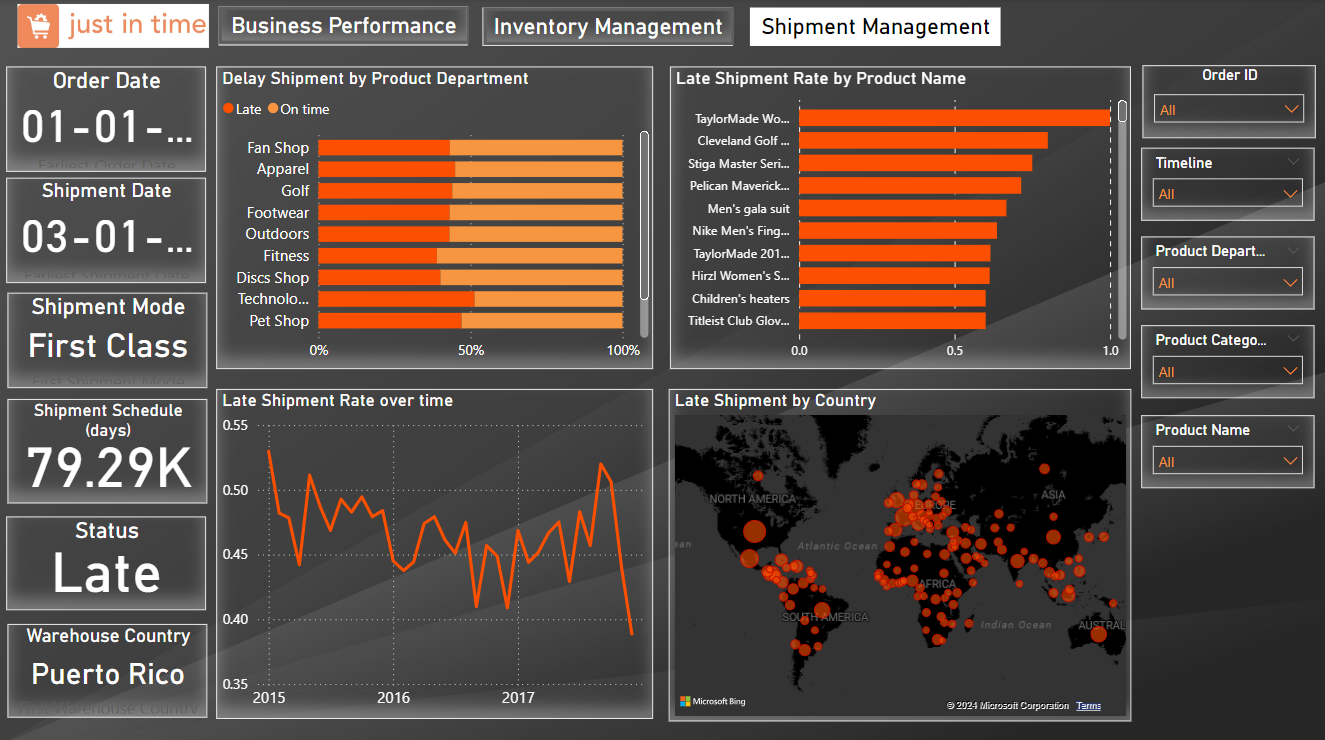 just in time
Business Performance
Inventory Management
Shipment Management
Order Date
01-01-...
Earliest Order Date
Shipment Date
03-01-...
Earliest Shipment Date
Shipment Mode
First Class
First Shipment Mode
Shipment Schedule
(days)
79.29K
Status
Late
Warehouse Country
Puerto Rico
First Warehouse Country
Delay Shipment by Product Department
Late
On time
Fan Shop
Apparel
Golf
Footwear
Outdoors
Fitness
Discs Shop
Technolo...
Pet Shop
0%
50%
100%
Late Shipment Rate by Product Name
TaylorMade Wo...
Cleveland Golf ...
Stiga Master Seri...
Pelican Maverick...
Men's gala suit
Nike Men's Fing...
TaylorMade 201...
Hirzl Women's S...
Children's heaters
Titleist Club Glov...
0.0
0.5
1.0
Late Shipment Rate over time
0.55
0.50
0.45
0.40
0.35
2015
2016
2017
Late Shipment by Country
NORTH AMERICA
EUROPE
ASIA
ean
Atlantic Ocean
AFRICA
SOUTH AMERICA
Indian Ocean
AUSTRAL
Microsoft Bing
© 2024 Microsoft Corporation
Terms
Order ID
All
Timeline
All
Product Depart...
All
Product Catego...
All
Product Name
All